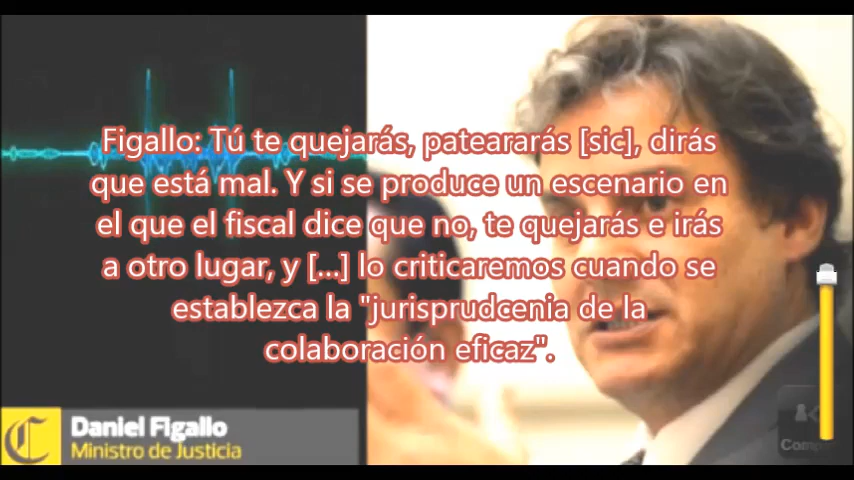 Figallo: Tú te quejarás, pateararás [sic], dirás
que está mal. Y si se produce un escenario en
el que el fiscal dice que no, te quejarás e irás
a otro lugar, y [...] lo criticaremos cuando se
establezca la "jurisprudcenia de la
colaboración eficaz".
Daniel Figallo
Ministro de Justicia